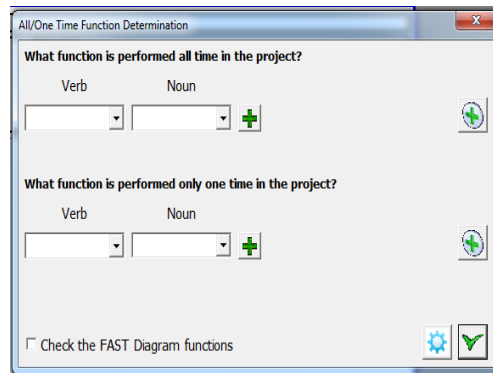 All/One Time Function Determination
What function is performed all time in the project?
Verb Noun
What function is performed only one time in the project?
Verb Noun
Check the FAST Diagram functions